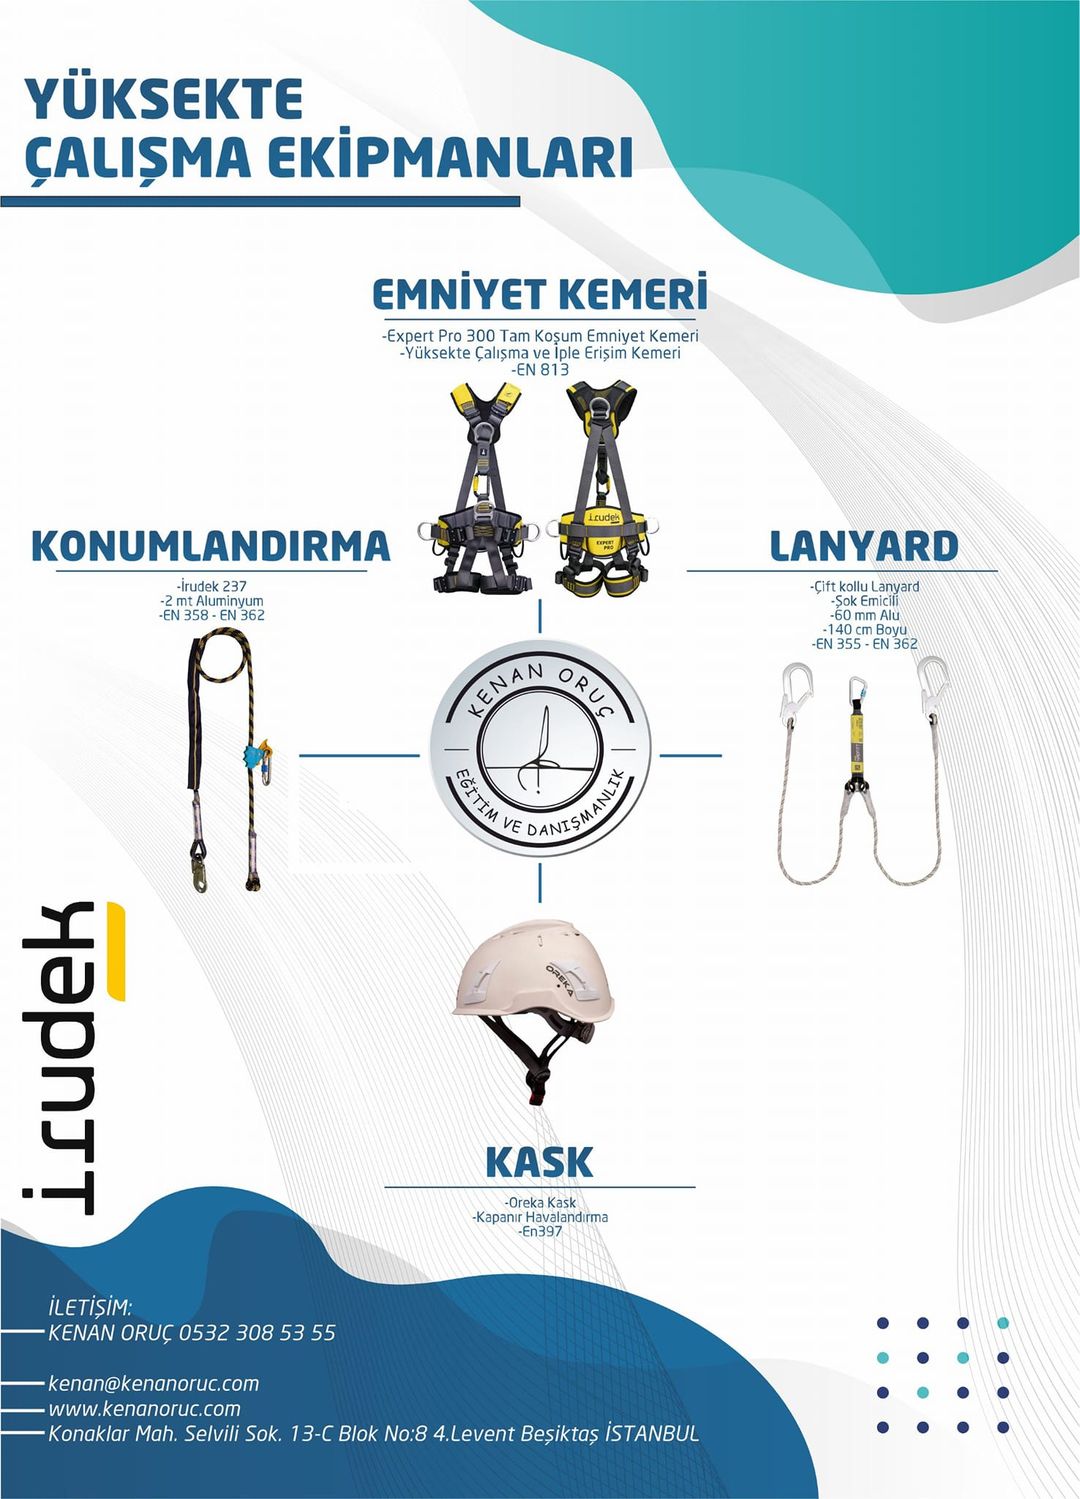 YÜKSEKTE
ÇALIŞMA EKİPMANLARI
EMNİYET KEMERİ
-Expert Pro 300 Tam Koşum Emniyet Kemeri
-Yüksekte Çalışma ve İple Erişim Kemeri
-EN 813
irudek
EXPERT
PRO
KONUMLANDIRMA
-İrudek 237
-2 mt Aluminyum
-EN 358 - EN 362
LANYARD
-Çift kollu Lanyard
-Şok Emicili
-60 mm Alu
-140 cm Boyu
-EN 355 - EN 362
KENAN ORUÇ
EĞİTİM VE DANIŞMANLIK
OREKA
irudek
KASK
-Oreka Kask
-Kapanır Havalandırma
-En397
İLETİŞİM:
KENAN ORUÇ 0532 308 53 55
kenan@kenanoruc.com
www.kenanoruc.com
Konaklar Mah. Selvili Sok. 13-C Blok No:8 4.Levent Beşiktaş İSTANBUL